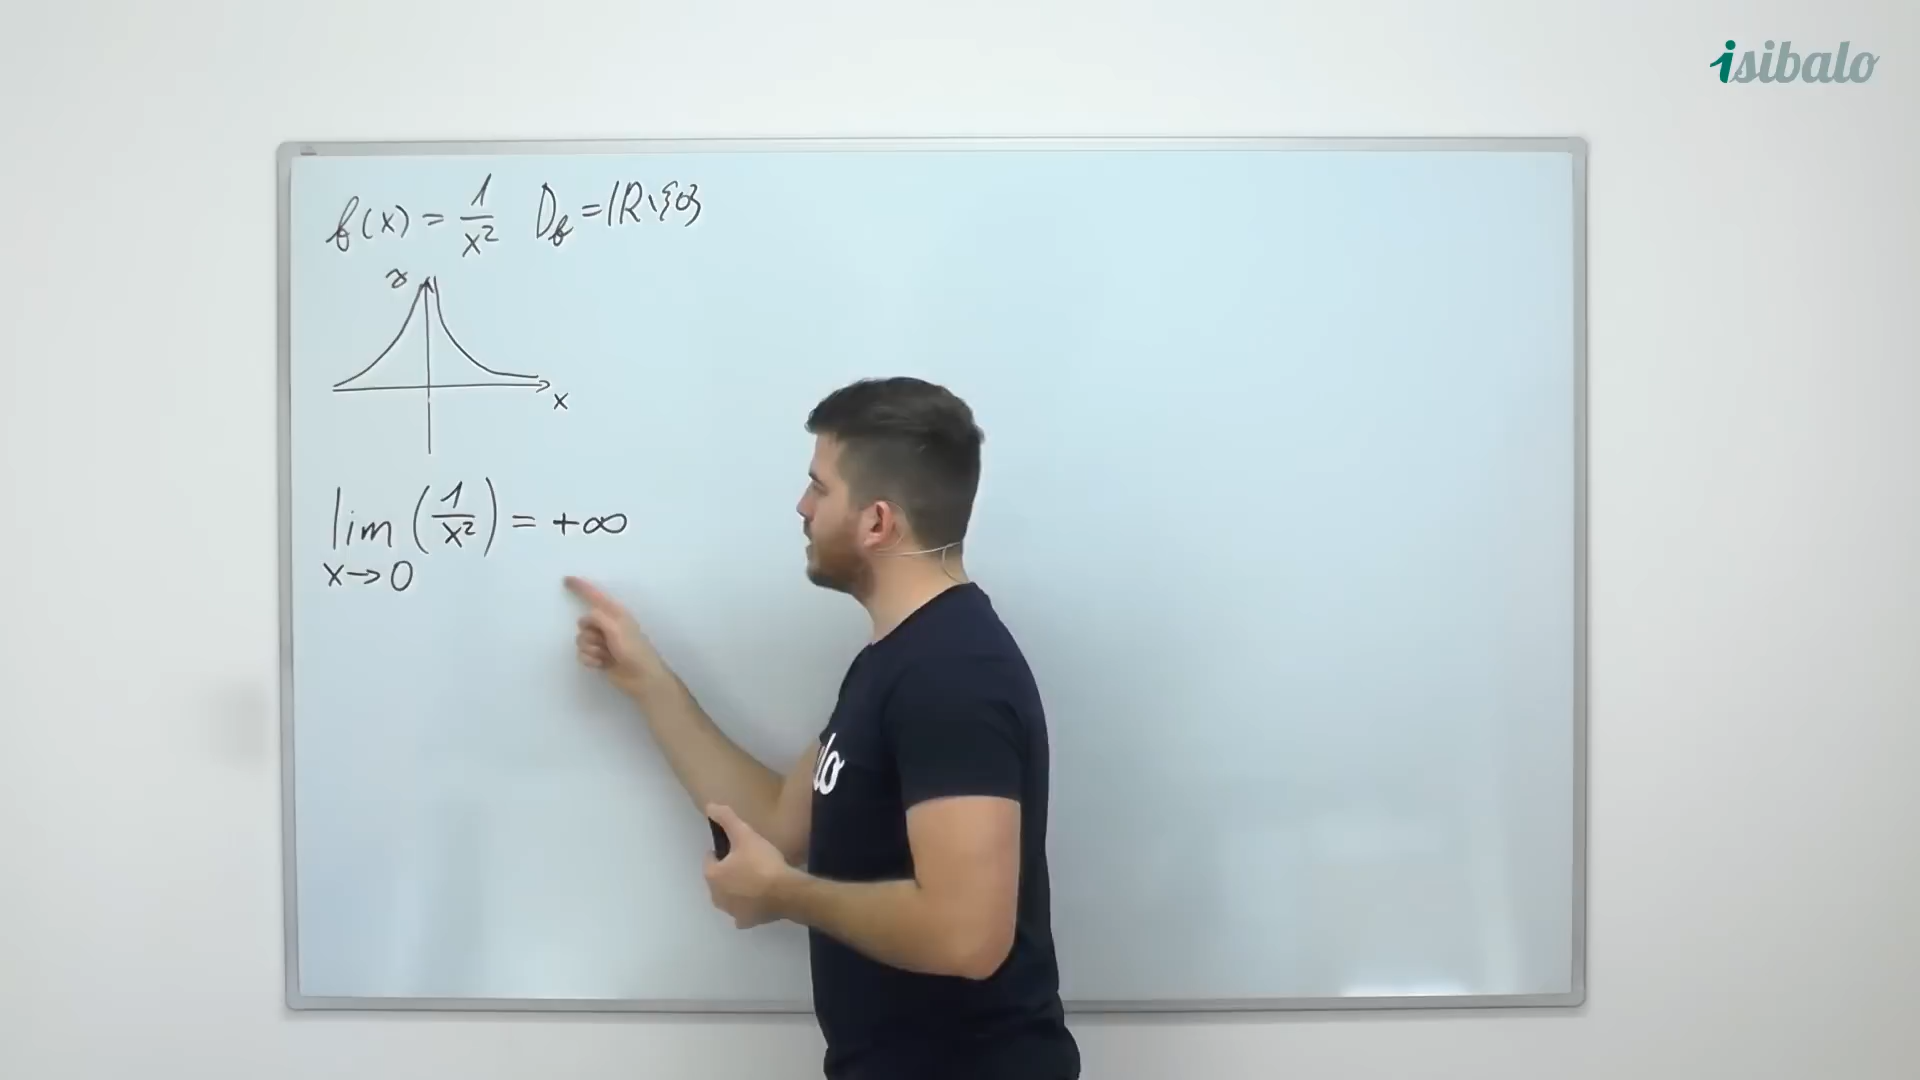 isibalo
f(x) = 1/x² D_f = ℝ∖{0}
y
x
lim (1/x²) = +∞
x→0
lo